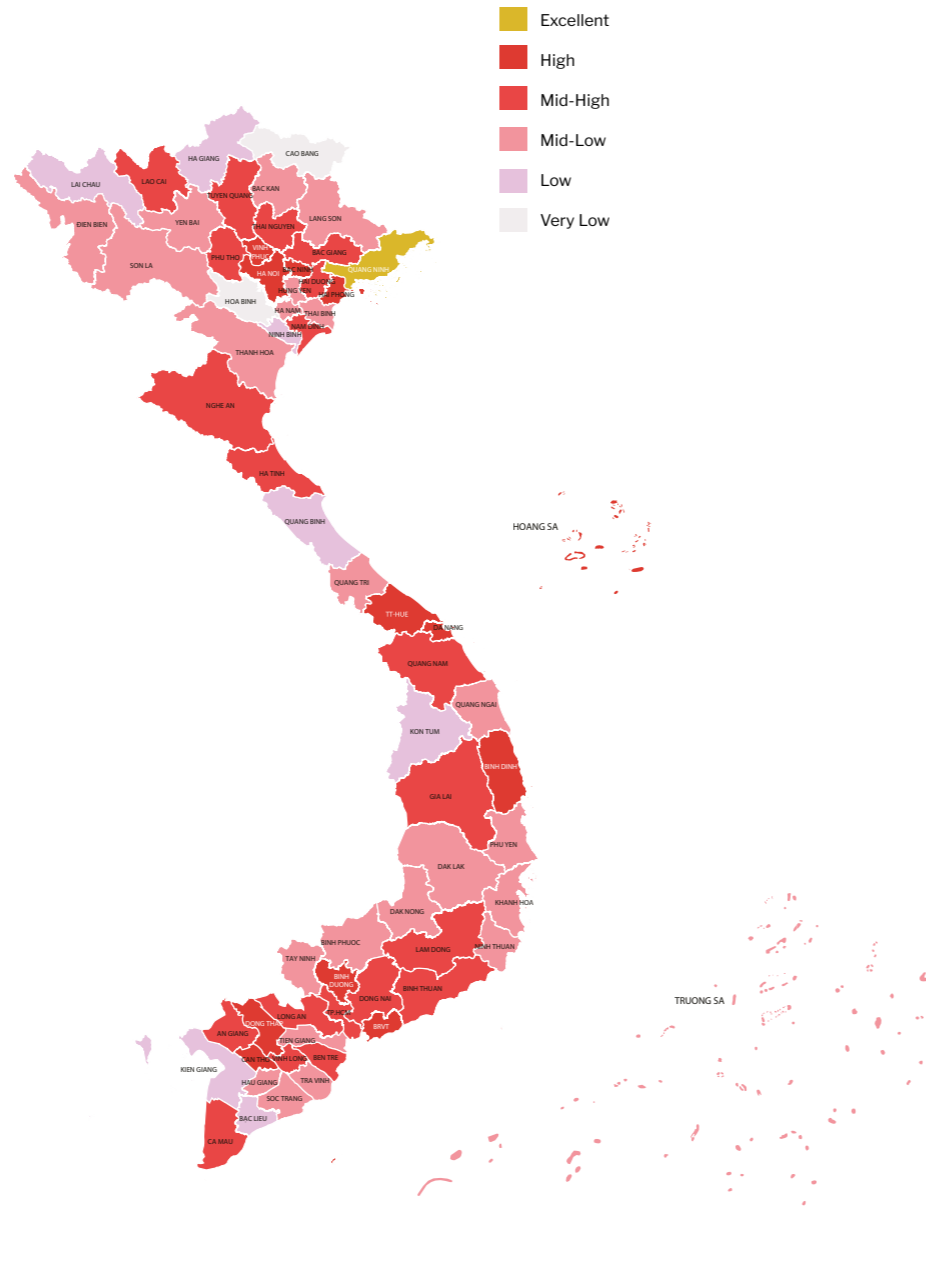 Excellent
High
Mid-High
Mid-Low
Low
Very Low
HA GIANG
CAO BANG
LAI CHAU
LAO CAI
TUYEN QUANG
BAC KAN
ĐIEN BIEN
YEN BAI
THAI NGUYEN
LANG SON
SON LA
PHU THO
VINH
PHUC
BAC GIANG
HA NOI
BAC NINH
QUANG NINH
HAI DUONG
HUNG YEN
HAI PHONG
HOA BINH
HA NAM
THAI BINH
NAM DINH
NINH BINH
THANH HOA
NGHE AN
HA TINH
QUANG BINH
HOANG SA
QUANG TRI
TT-HUE
DA NANG
QUANG NAM
QUANG NGAI
KON TUM
BINH DINH
GIA LAI
PHU YEN
DAK LAK
KHANH HOA
DAK NONG
BINH PHUOC
LAM DONG
NINH THUAN
TAY NINH
BINH
DUONG
DONG NAI
BINH THUAN
TRUONG SA
LONG AN
TP.HCM
DONG THAP
BRVT
AN GIANG
TIEN GIANG
CAN THO
VINH LONG
BEN TRE
KIEN GIANG
HAU GIANG
TRA VINH
SOC TRANG
BAC LIEU
CA MAU